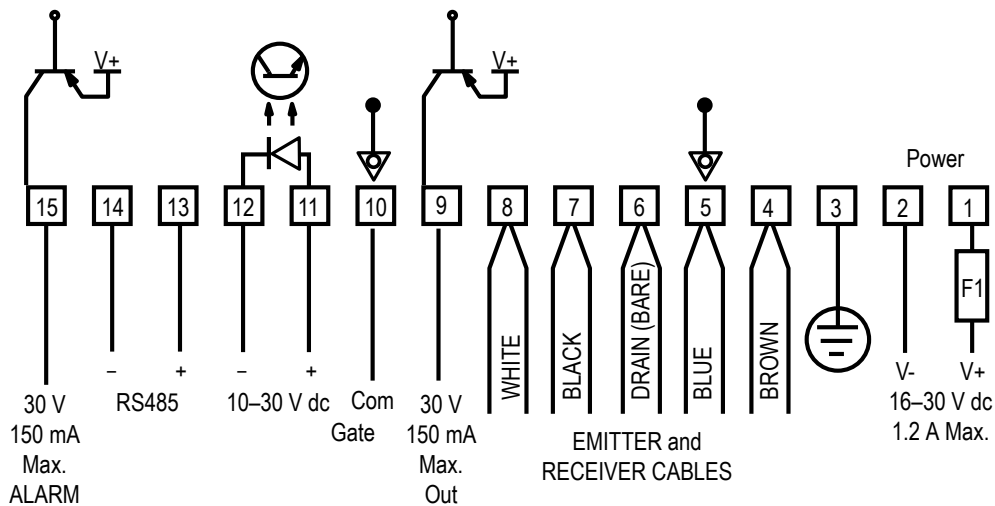 V+
V+
Power
15
14
13
12
11
10
9
8
7
6
5
4
3
2
1
F1
WHITE
BLACK
DRAIN (BARE)
BLUE
BROWN
– +
– +
V- V+
30 V
150 mA
Max.
ALARM
RS485
10–30 V dc
Com
Gate
30 V
150 mA
Max.
Out
EMITTER and
RECEIVER CABLES
16–30 V dc
1.2 A Max.